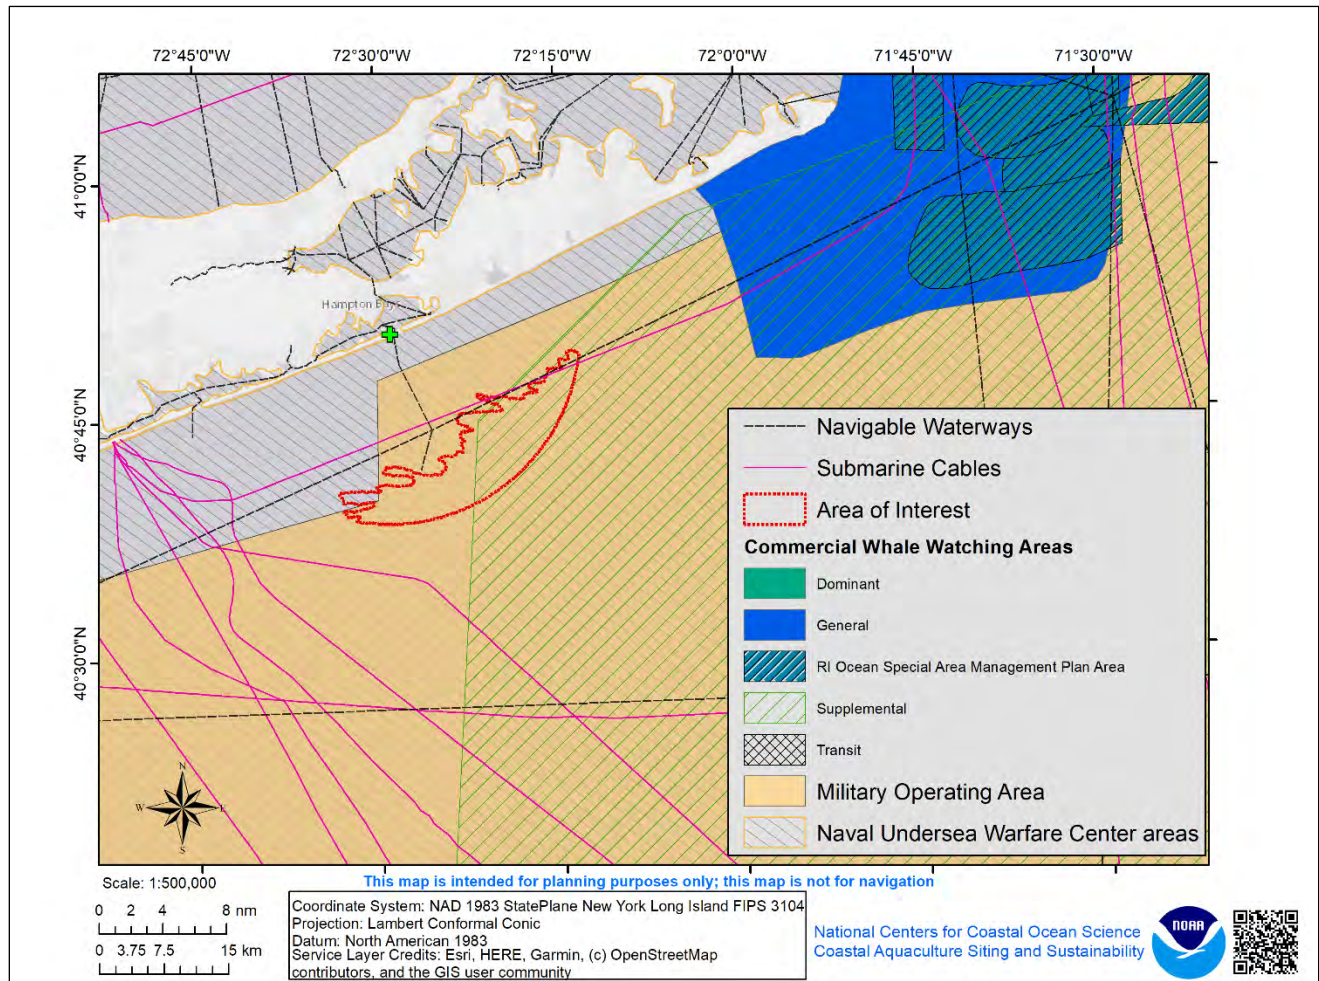 72°45'0"W 72°30'0"W 72°15'0"W 72°0'0"W 71°45'0"W 71°30'0"W
41°0'0"N
40°45'0"N
40°30'0"N
Hampton Bays
Navigable Waterways
Submarine Cables
Area of Interest
Commercial Whale Watching Areas
Dominant
General
RI Ocean Special Area Management Plan Area
Supplemental
Transit
Military Operating Area
Naval Undersea Warfare Center areas
N
W E
S
Scale: 1:500,000
This map is intended for planning purposes only; this map is not for navigation
0 2 4 8 nm
0 3.75 7.5 15 km
Coordinate System: NAD 1983 StatePlane New York Long Island FIPS 3104
Projection: Lambert Conformal Conic
Datum: North American 1983
Service Layer Credits: Esri, HERE, Garmin, (c) OpenStreetMap
contributors, and the GIS user community
National Centers for Coastal Ocean Science
Coastal Aquaculture Siting and Sustainability
NOAA